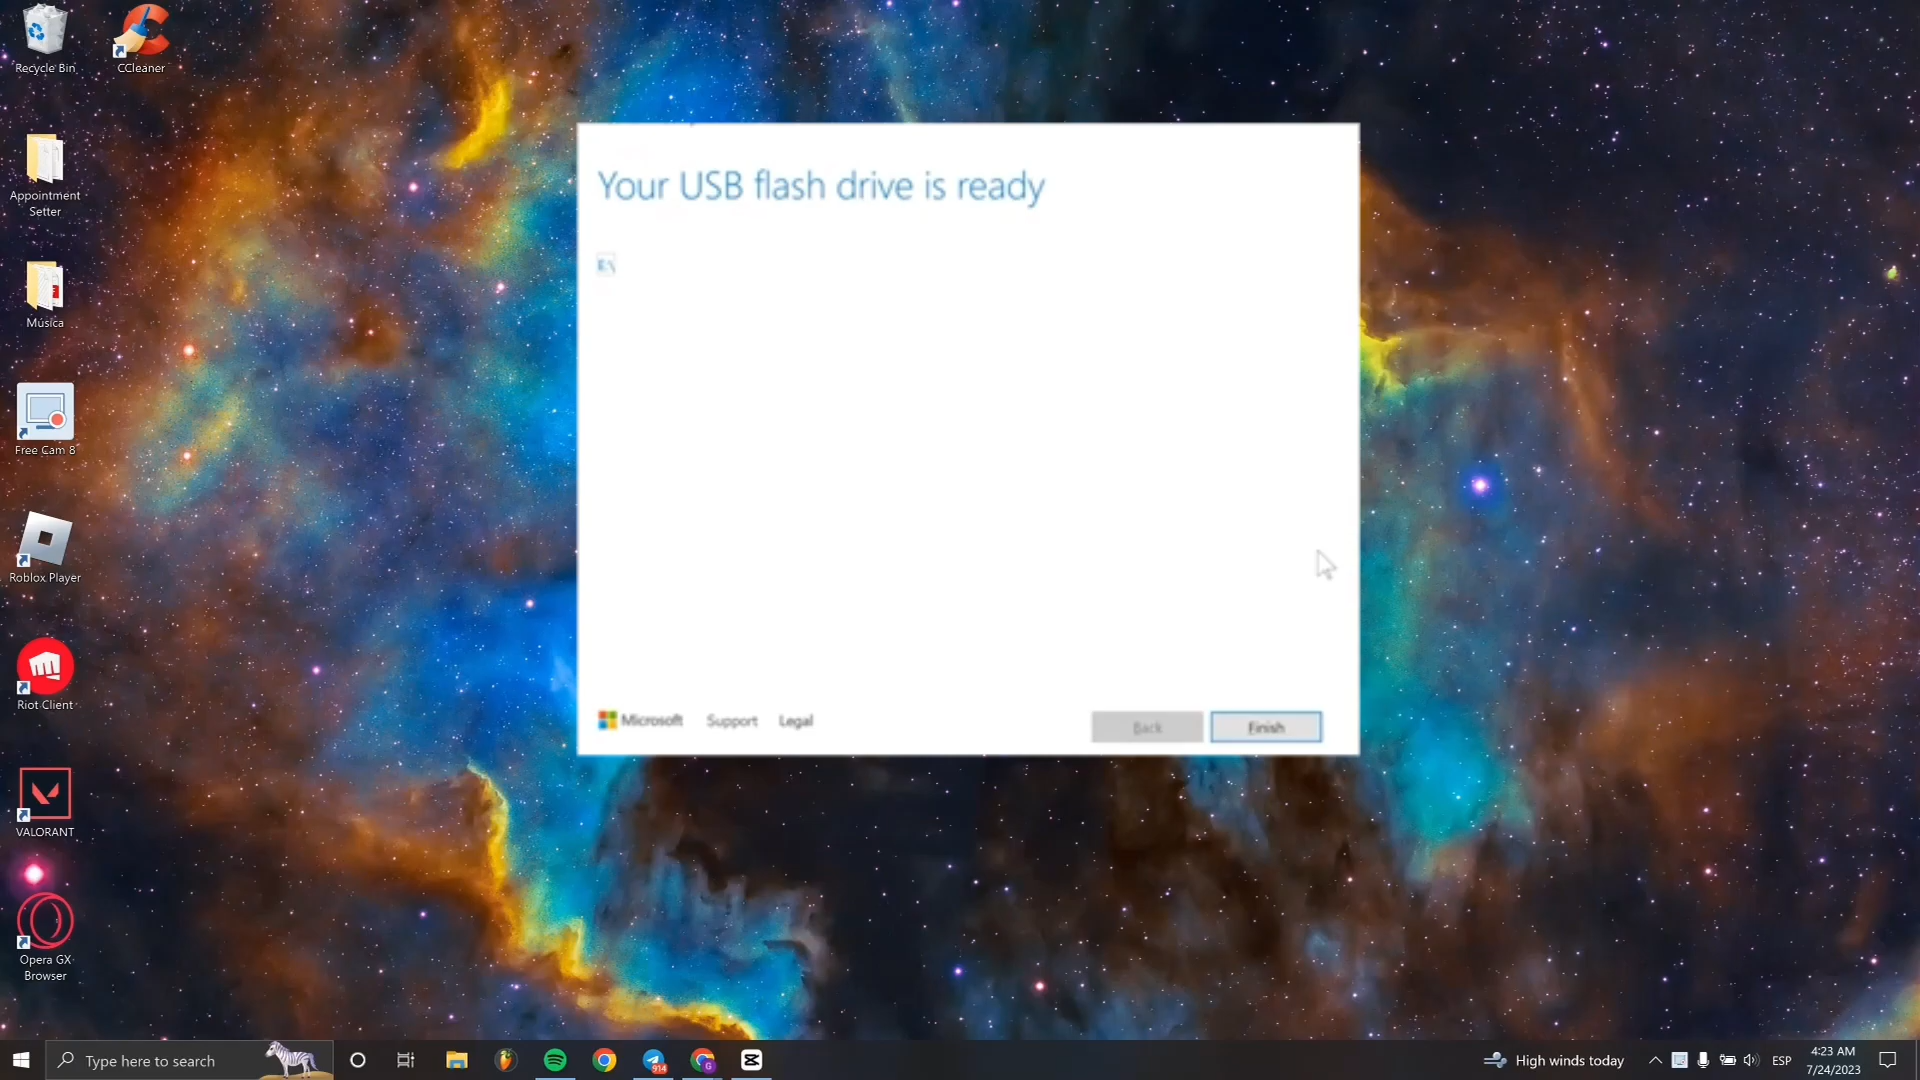 Recycle Bin
CCleaner
Appointment
Setter
Música
Free Cam 8
Roblox Player
Riot Client
VALORANT
Opera GX
Browser
Your USB flash drive is ready
E:\
Microsoft
Support
Legal
Back
Finish
Type here to search
914
G
High winds today
ESP
4:23 AM
7/24/2023